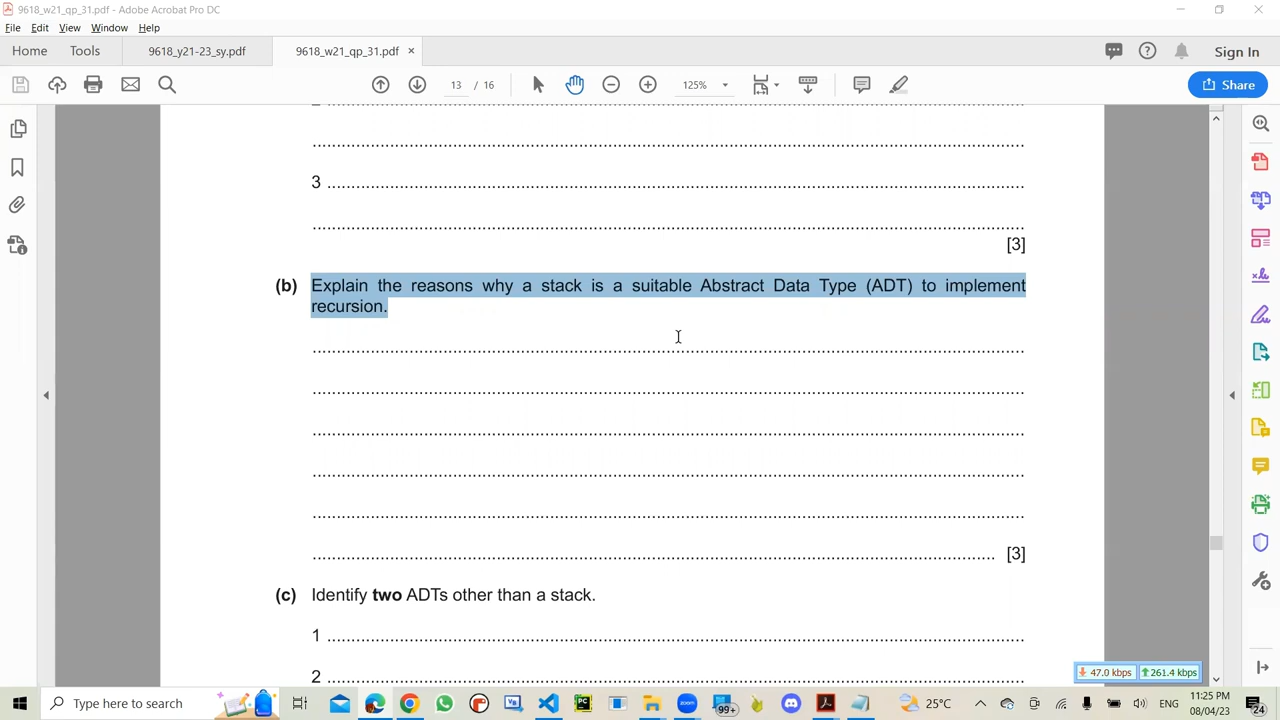 9618_w21_qp_31.pdf - Adobe Acrobat Pro DC
File Edit View Window Help
Home Tools 9618_y21-23_sy.pdf 9618_w21_qp_31.pdf ×
13 / 16 125% Share
Sign In
3 ..........
[3]
(b) Explain the reasons why a stack is a suitable Abstract Data Type (ADT) to implement
recursion.
[3]
(c) Identify two ADTs other than a stack.
1 ..........
2 ..........
47.0 kbps 261.4 kbps
Type here to search 99+ 25°C ENG 11:25 PM
08/04/23 24